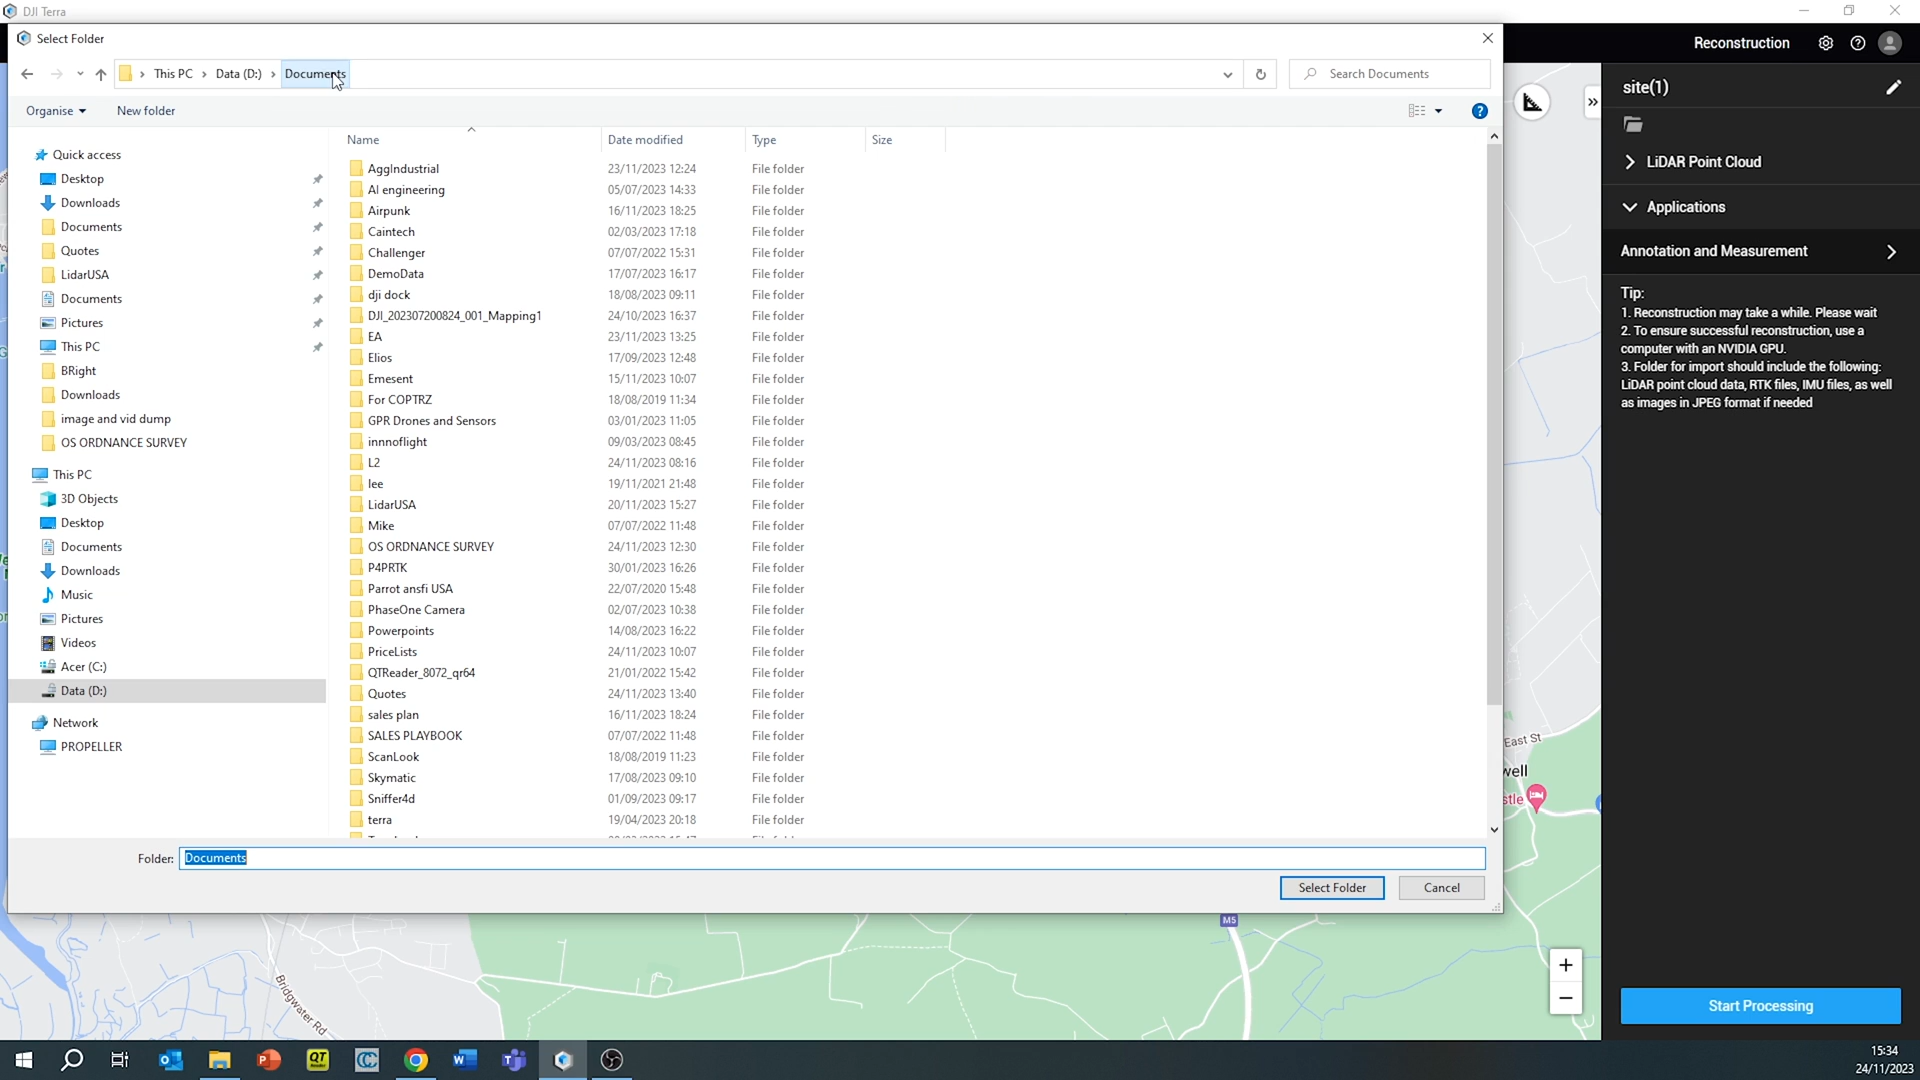 DJI Terra
Select Folder
This PC > Data (D:) > Documents
Search Documents
Organise
New folder
Name
Date modified
Type
Size
Quick access
Desktop
Downloads
Documents
Quotes
LidarUSA
Documents
Pictures
This PC
BRight
Downloads
image and vid dump
OS ORDNANCE SURVEY
This PC
3D Objects
Desktop
Documents
Downloads
Music
Pictures
Videos
Acer (C:)
Data (D:)
Network
PROPELLER
AggIndustrial 23/11/2023 12:24 File folder
AI engineering 05/07/2023 14:33 File folder
Airpunk 16/11/2023 18:25 File folder
Caintech 02/03/2023 17:18 File folder
Challenger 07/07/2022 15:31 File folder
DemoData 17/07/2023 16:17 File folder
dji dock 18/08/2023 09:11 File folder
DJI_202307200824_001_Mapping1 24/10/2023 16:37 File folder
EA 23/11/2023 13:25 File folder
Elios 17/09/2023 12:48 File folder
Emesent 15/11/2023 10:07 File folder
For COPTRZ 18/08/2019 11:34 File folder
GPR Drones and Sensors 03/01/2023 11:05 File folder
innnoflight 09/03/2023 08:45 File folder
L2 24/11/2023 08:16 File folder
lee 19/11/2021 21:48 File folder
LidarUSA 20/11/2023 15:27 File folder
Mike 07/07/2022 11:48 File folder
OS ORDNANCE SURVEY 24/11/2023 12:30 File folder
P4PRTK 30/01/2023 16:26 File folder
Parrot ansfi USA 22/07/2020 15:48 File folder
PhaseOne Camera 02/07/2023 10:38 File folder
Powerpoints 14/08/2023 16:22 File folder
PriceLists 24/11/2023 10:07 File folder
QTReader_8072_qr64 21/01/2022 15:42 File folder
Quotes 24/11/2023 13:40 File folder
sales plan 16/11/2023 18:24 File folder
SALES PLAYBOOK 07/07/2022 11:48 File folder
ScanLook 18/08/2019 11:23 File folder
Skymatic 17/08/2023 09:10 File folder
Sniffer4d 01/09/2023 09:17 File folder
terra 19/04/2023 20:18 File folder
Folder: Documents
Select Folder
Cancel
Reconstruction
site(1)
LiDAR Point Cloud
Applications
Annotation and Measurement
Tip:
1. Reconstruction may take a while. Please wait
2. To ensure successful reconstruction, use a
computer with an NVIDIA GPU.
3. Folder for import should include the following:
LiDAR point cloud data, RTK files, IMU files, as well
as images in JPEG format if needed
Start Processing
East St
well
stle
M5
Bridgwater Rd
+
−
15:34
24/11/2023